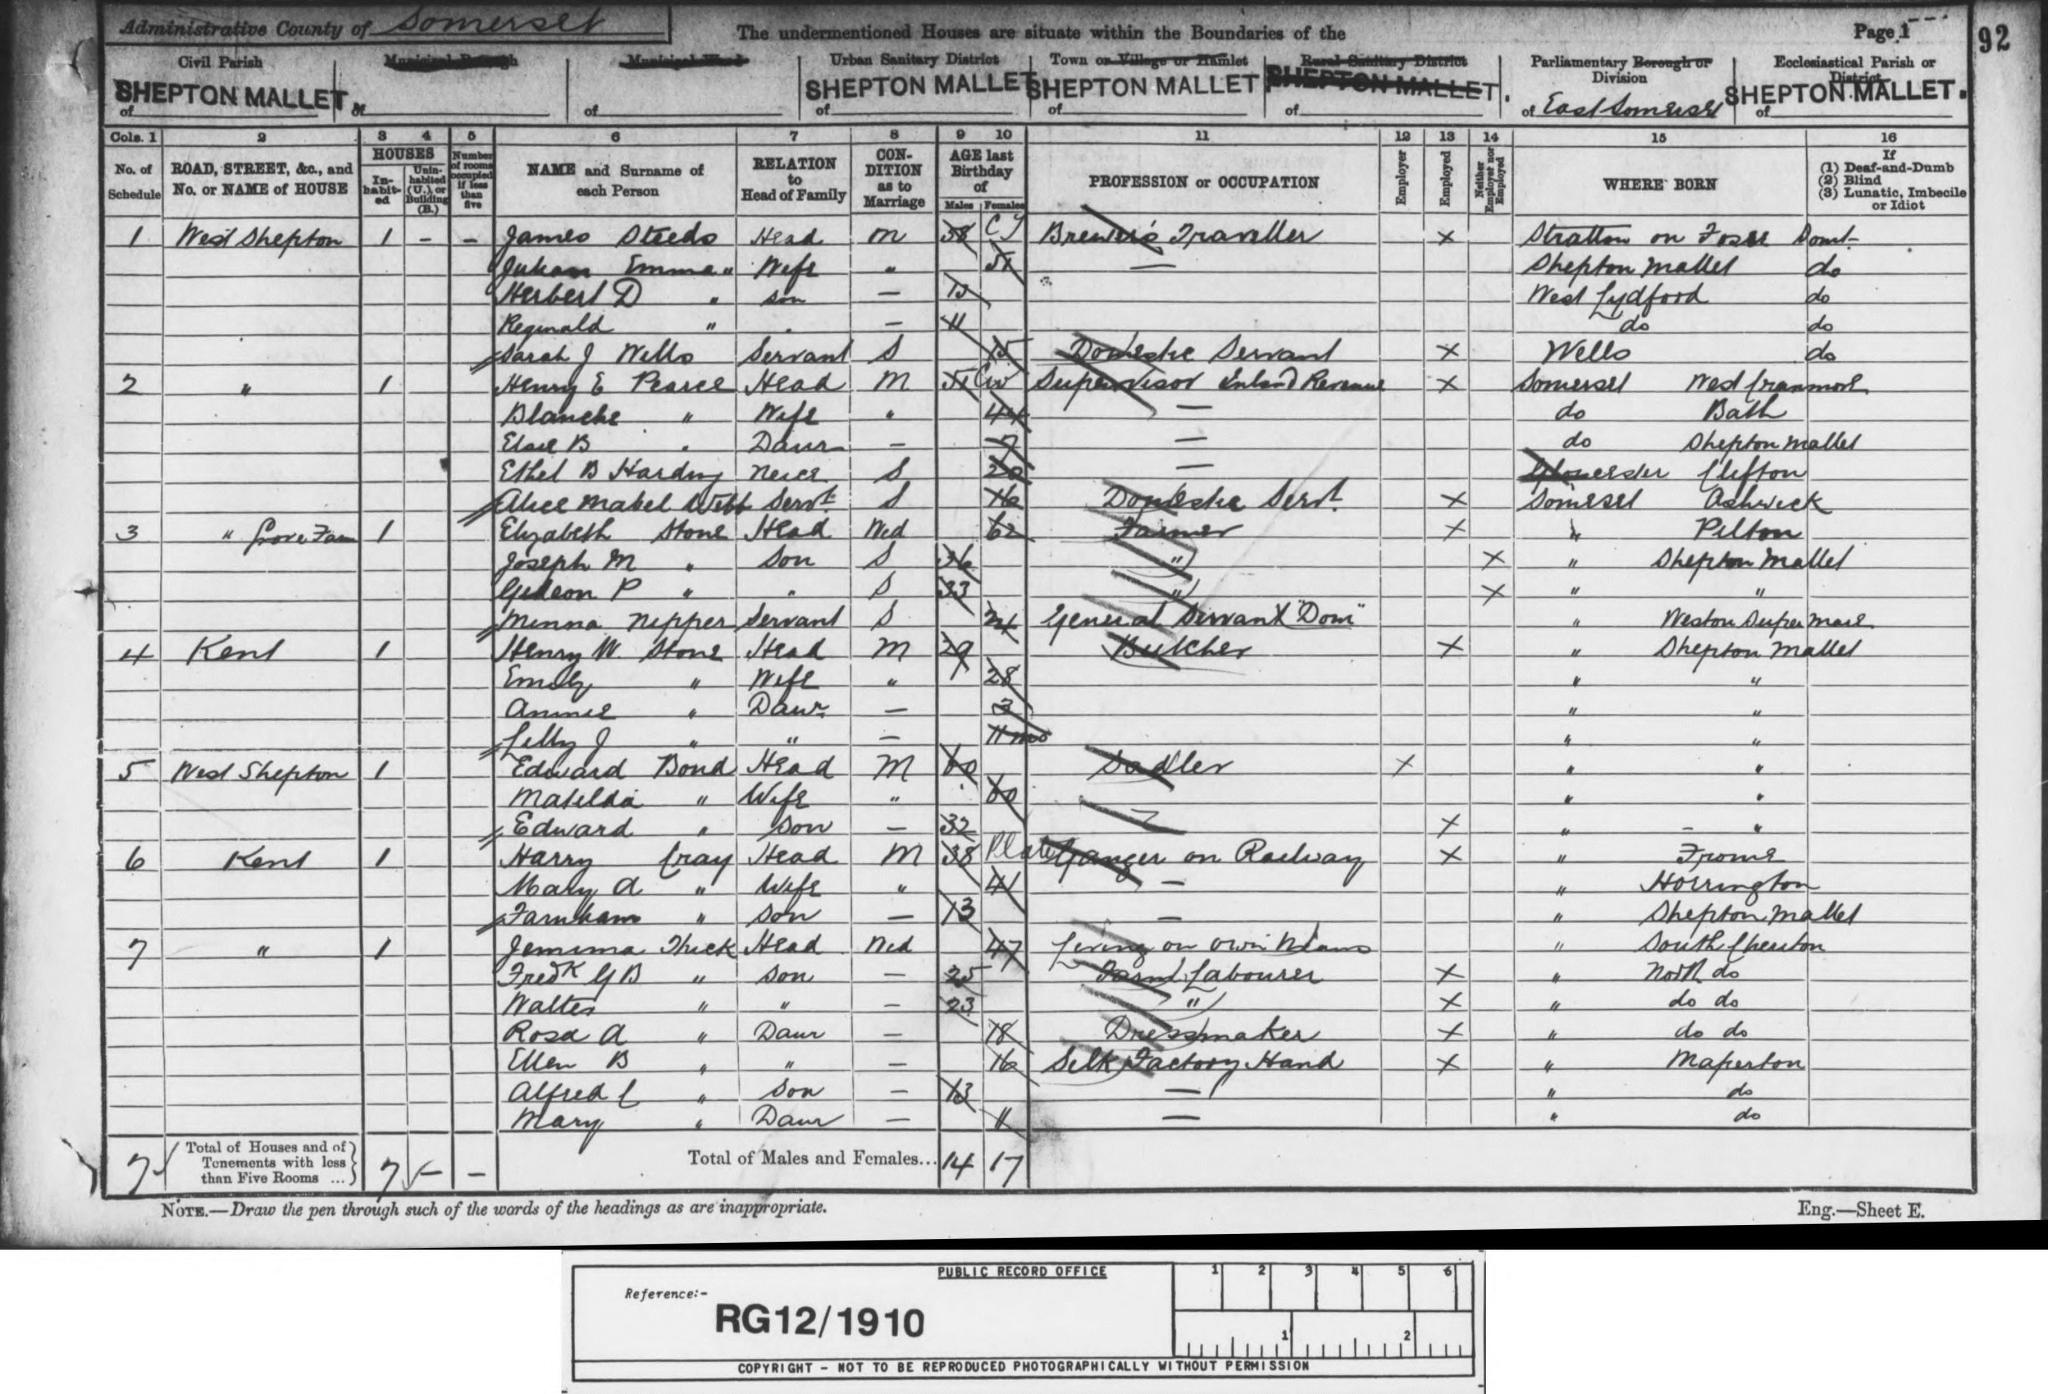 Administrative County of Somerset
The undermentioned Houses are situate within the Boundaries of the
Page 1
92
Civil Parish
Municipal Borough
Municipal Ward
Urban Sanitary District
Town or Village or Hamlet
Rural Sanitary District
Parliamentary Borough or Division
Ecclesiastical Parish or District
of SHEPTON MALLET
of
of
of SHEPTON MALLET
of SHEPTON MALLET
of SHEPTON MALLET.
of East Somerset
of SHEPTON MALLET.
Cols. 1 2 3 4 5 6 7 8 9 10 11 12 13 14 15 16
No. of Schedule
ROAD, STREET, &c., and No. or NAME of HOUSE
HOUSES
Inhabited
Uninhabited (U.), or Building (B.)
Number of rooms occupied if less than five
NAME and Surname of each Person
RELATION to Head of Family
CONDITION as to Marriage
AGE last Birthday of
Males Females
PROFESSION or OCCUPATION
Employer
Employed
Neither Employer nor Employed
WHERE BORN
If
(1) Deaf-and-Dumb
(2) Blind
(3) Lunatic, Imbecile or Idiot
1 West Shepton 1 - - James Steeds Head M 58 C T Brewer's Traveller x Stratton on Fosse Somt
Emma " Wife " 51 — Shepton Mallet do
Herbert D " Son — 13 West Lydford do
Reginald " " — 11 do do
Sarah J Wells Servant S 15 Domestic Servant x Wells do
2 " 1 Henry E Pearce Head M 51 Civ Supervisor Inland Revenue x Somerset West Cranmore
Blanche " Wife " 44 — do Bath
Elsie B " Daur — 7 — do Shepton Mallet
Ethel B Harding Neice S 20 — Gloucester Clifton
Alice Mabel Webb Servt S 16 Domestic Servt x Somerset Ashwick
3 " Grove Farm 1 Elizabeth Stone Head Wid 62 Farmer x " Pilton
Joseph M " Son S 36 " x " Shepton Mallet
Gideon P " " S 33 " x " "
Minna Nipper Servant S 21 General Servant "Dom" " Weston Super Mare
4 Kent 1 Henry W. Stone Head M 29 Butcher x " Shepton Mallet
Emily " Wife " 28 " "
Annie " Daur — 3 " "
Lilly J " " — 11 mo " "
5 West Shepton 1 Edward Bond Head M 60 Sadler x " "
Matilda " Wife " 60 " "
Edward " Son — 32 — x " "
6 Kent 1 Harry Cray Head M 38 Plate Ganger on Railway x " Frome
Mary A " Wife " 41 — " Horrington
Farnham " Son — 13 — " Shepton Mallet
7 " 1 Jemima Thick Head Wid 47 Living on own Means " South Cheriton
Fredk G B " Son — 25 Farm Labourer x " North do
Walter " " — 23 " x " do do
Rosa A " Daur — 18 Dressmaker x " do do
Ellen B " " — 16 Silk Factory Hand x " Maperton
Alfred C " Son — 13 — " do
Mary " Daur — 11 — " do
7 Total of Houses and of Tenements with less than Five Rooms ... 7 - - Total of Males and Females... 14 17
NOTE.—Draw the pen through such of the words of the headings as are inappropriate.
Eng.—Sheet E.
PUBLIC RECORD OFFICE
1 2 3 4 5 6
Reference:-
RG12/1910
1 2
COPYRIGHT - NOT TO BE REPRODUCED PHOTOGRAPHICALLY WITHOUT PERMISSION